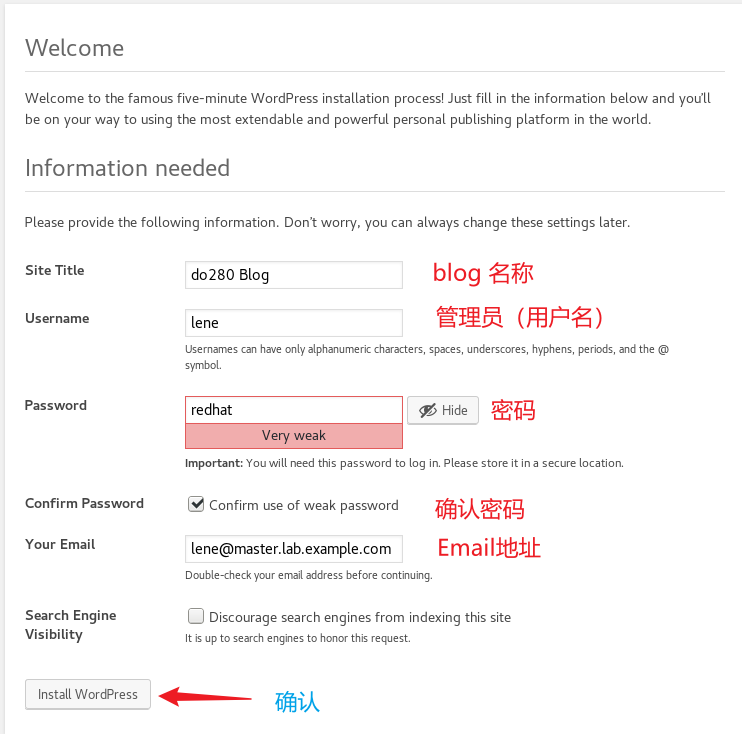 Welcome
Welcome to the famous five-minute WordPress installation process! Just fill in the information below and you'll
be on your way to using the most extendable and powerful personal publishing platform in the world.
Information needed
Please provide the following information. Don't worry, you can always change these settings later.
Site Title do280 Blog blog 名称
Username lene 管理员（用户名）
Usernames can have only alphanumeric characters, spaces, underscores, hyphens, periods, and the @
symbol.
Password redhat Hide 密码
Very weak
Important: You will need this password to log in. Please store it in a secure location.
Confirm Password Confirm use of weak password 确认密码
Your Email lene@master.lab.example.com Email地址
Double-check your email address before continuing.
Search Engine
Visibility
Discourage search engines from indexing this site
It is up to search engines to honor this request.
Install WordPress 确认